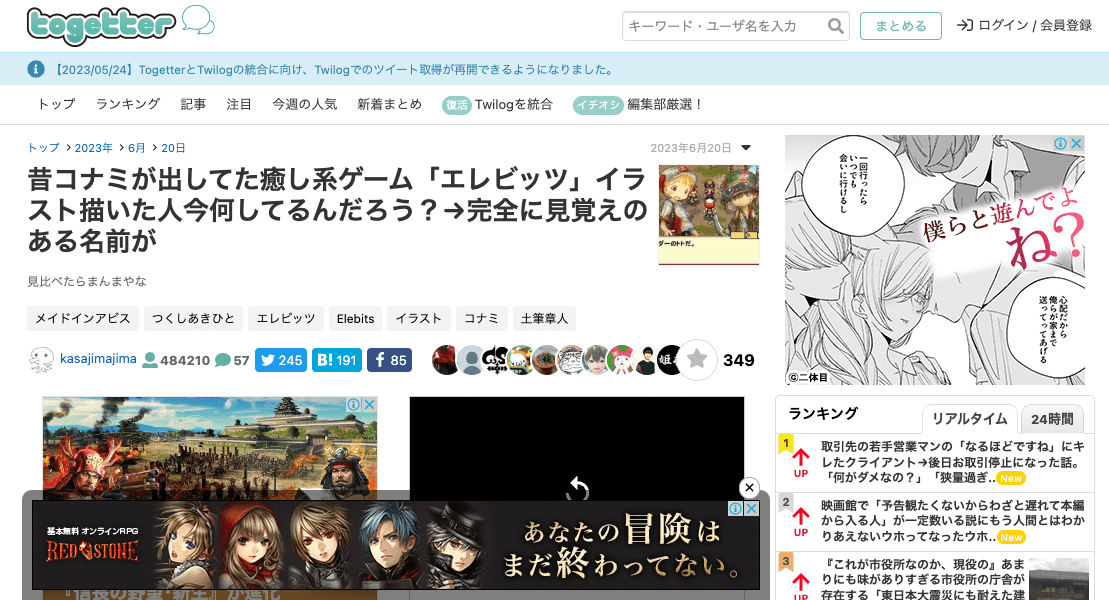 togetter
キーワード・ユーザ名を入力
まとめる
ログイン / 会員登録
【2023/05/24】TogetterとTwilogの統合に向け、Twilogでのツイート取得が再開できるようになりました。
トップ ランキング 記事 注目 今週の人気 新着まとめ 復活 Twilogを統合 イチオシ 編集部厳選！
トップ > 2023年 > 6月 > 20日
2023年6月20日
昔コナミが出してた癒し系ゲーム「エレビッツ」イラ
スト描いた人今何してるんだろう？→完全に見覚えの
ある名前が
ダーのトトだ。
見比べたらまんまやな
メイドインアビス つくしあきひと エレビッツ Elebits イラスト コナミ 土筆章人
kasajimajima 484210 57 245 B! 191 f 85
349
一回行ったら
いつでも
会いに行けるし
僕らと遊んでよ
ね？
心配だから
俺らが家まで
送ってってあげる
©二体目
ランキング
リアルタイム
24時間
1
UP
取引先の若手営業マンの「なるほどですね」にキ
レたクライアント→後日お取引停止になった話。
「何がダメなの？」「狭量過ぎ.. New
2
UP
映画館で「予告観たくないからわざと遅れて本編
から入る人」が一定数いる説にもう人間とはわか
りあえないウホってなったウホ.. New
3
UP
『これが市役所なのか、現役の』あま
りにも味がありすぎる市役所の庁舎が
存在する「東日本大震災にも耐えた建
基本無料 オンラインRPG
RED STONE
あなたの冒険は
まだ終わってない。
『信長の野望・新生』が進化